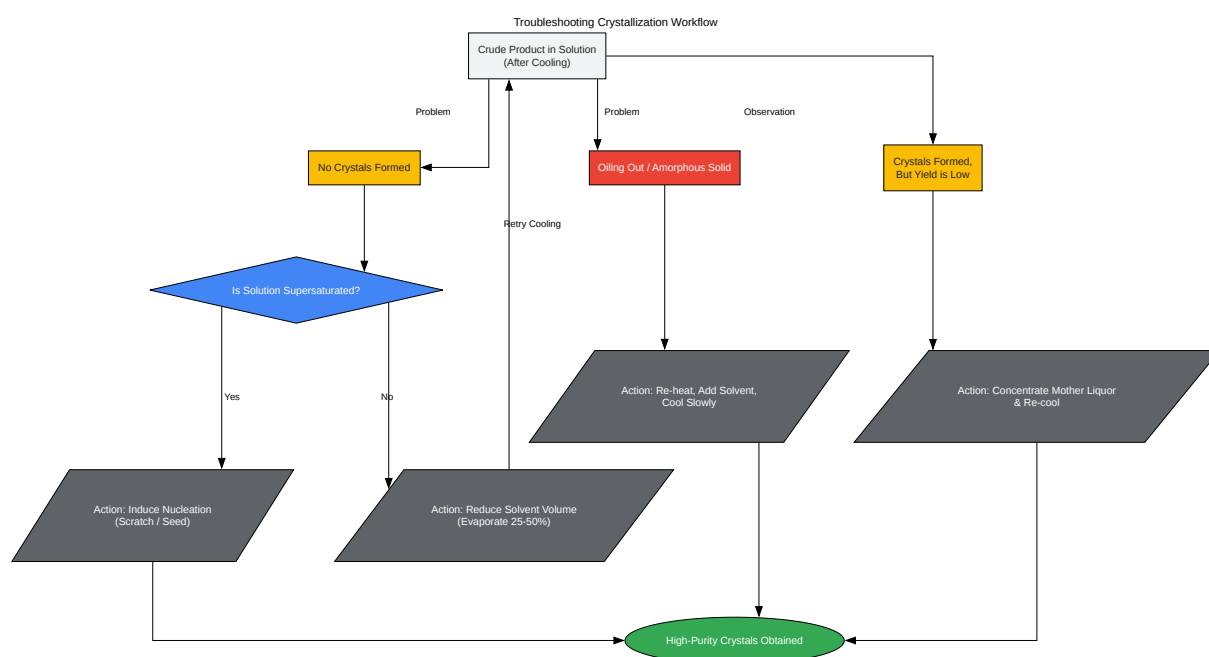 Troubleshooting Crystallization Workflow
Crude Product in Solution
(After Cooling)
Problem
Problem
Observation
No Crystals Formed
Oiling Out / Amorphous Solid
Crystals Formed,
But Yield is Low
Retry Cooling
Is Solution Supersaturated?
Yes
No
Action: Re-heat, Add Solvent,
Cool Slowly
Action: Concentrate Mother Liquor
& Re-cool
Action: Induce Nucleation
(Scratch / Seed)
Action: Reduce Solvent Volume
(Evaporate 25-50%)
High-Purity Crystals Obtained